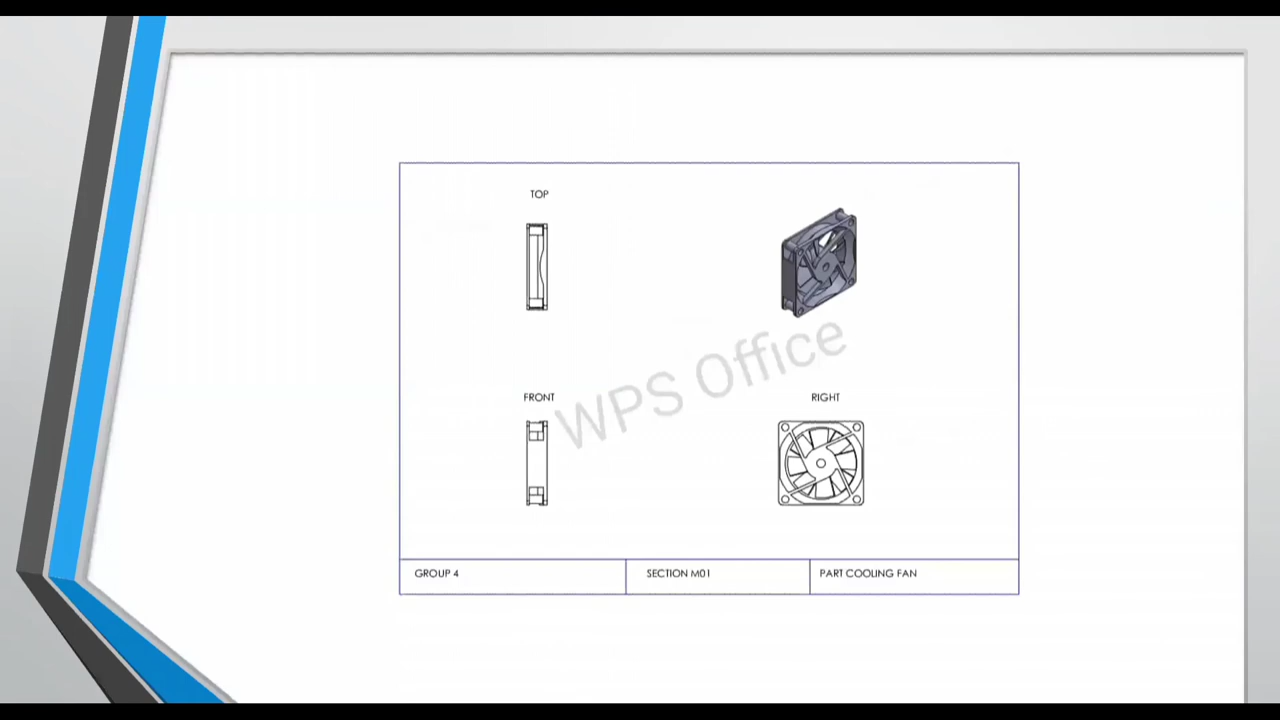 TOP
WPS Office
FRONT
RIGHT
GROUP 4
SECTION M01
PART COOLING FAN